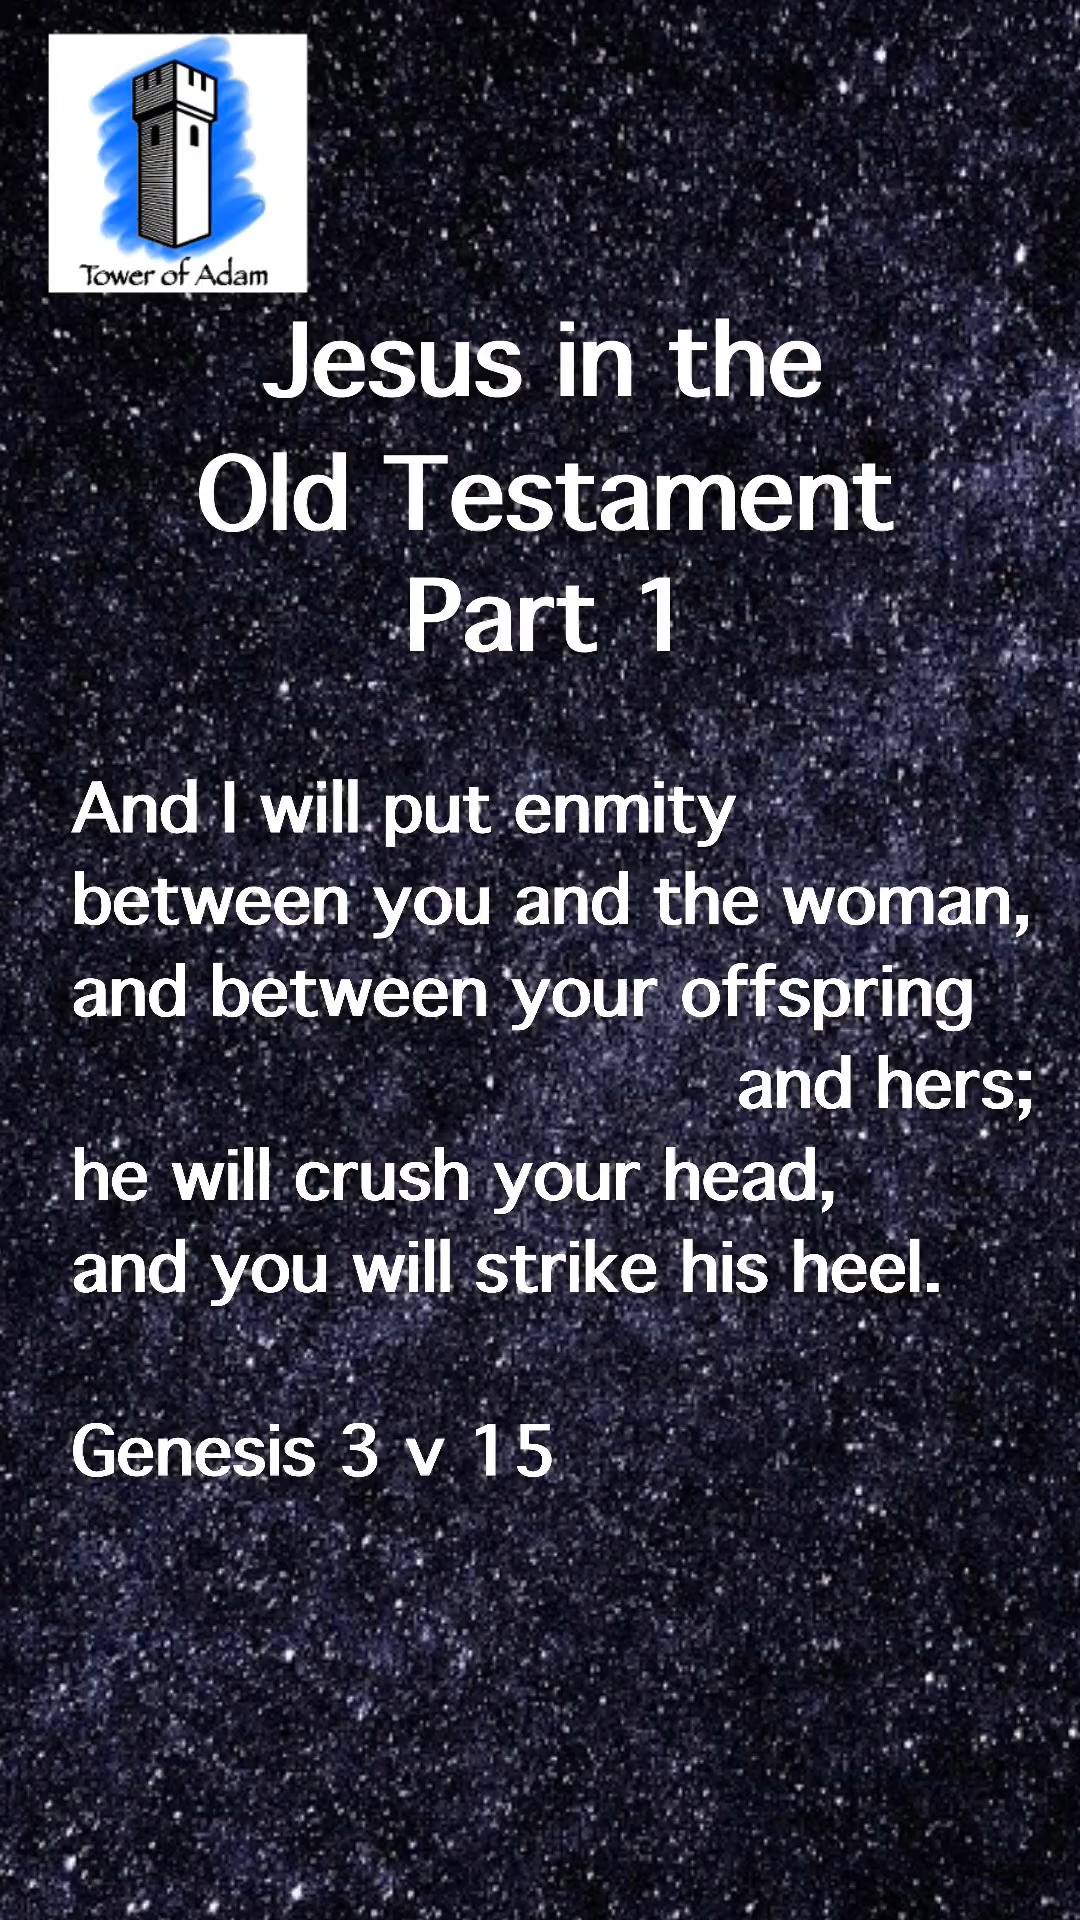 Tower of Adam
Jesus in the
Old Testament
Part 1
And I will put enmity
between you and the woman,
and between your offspring
and hers;
he will crush your head,
and you will strike his heel.
Genesis 3 v 15